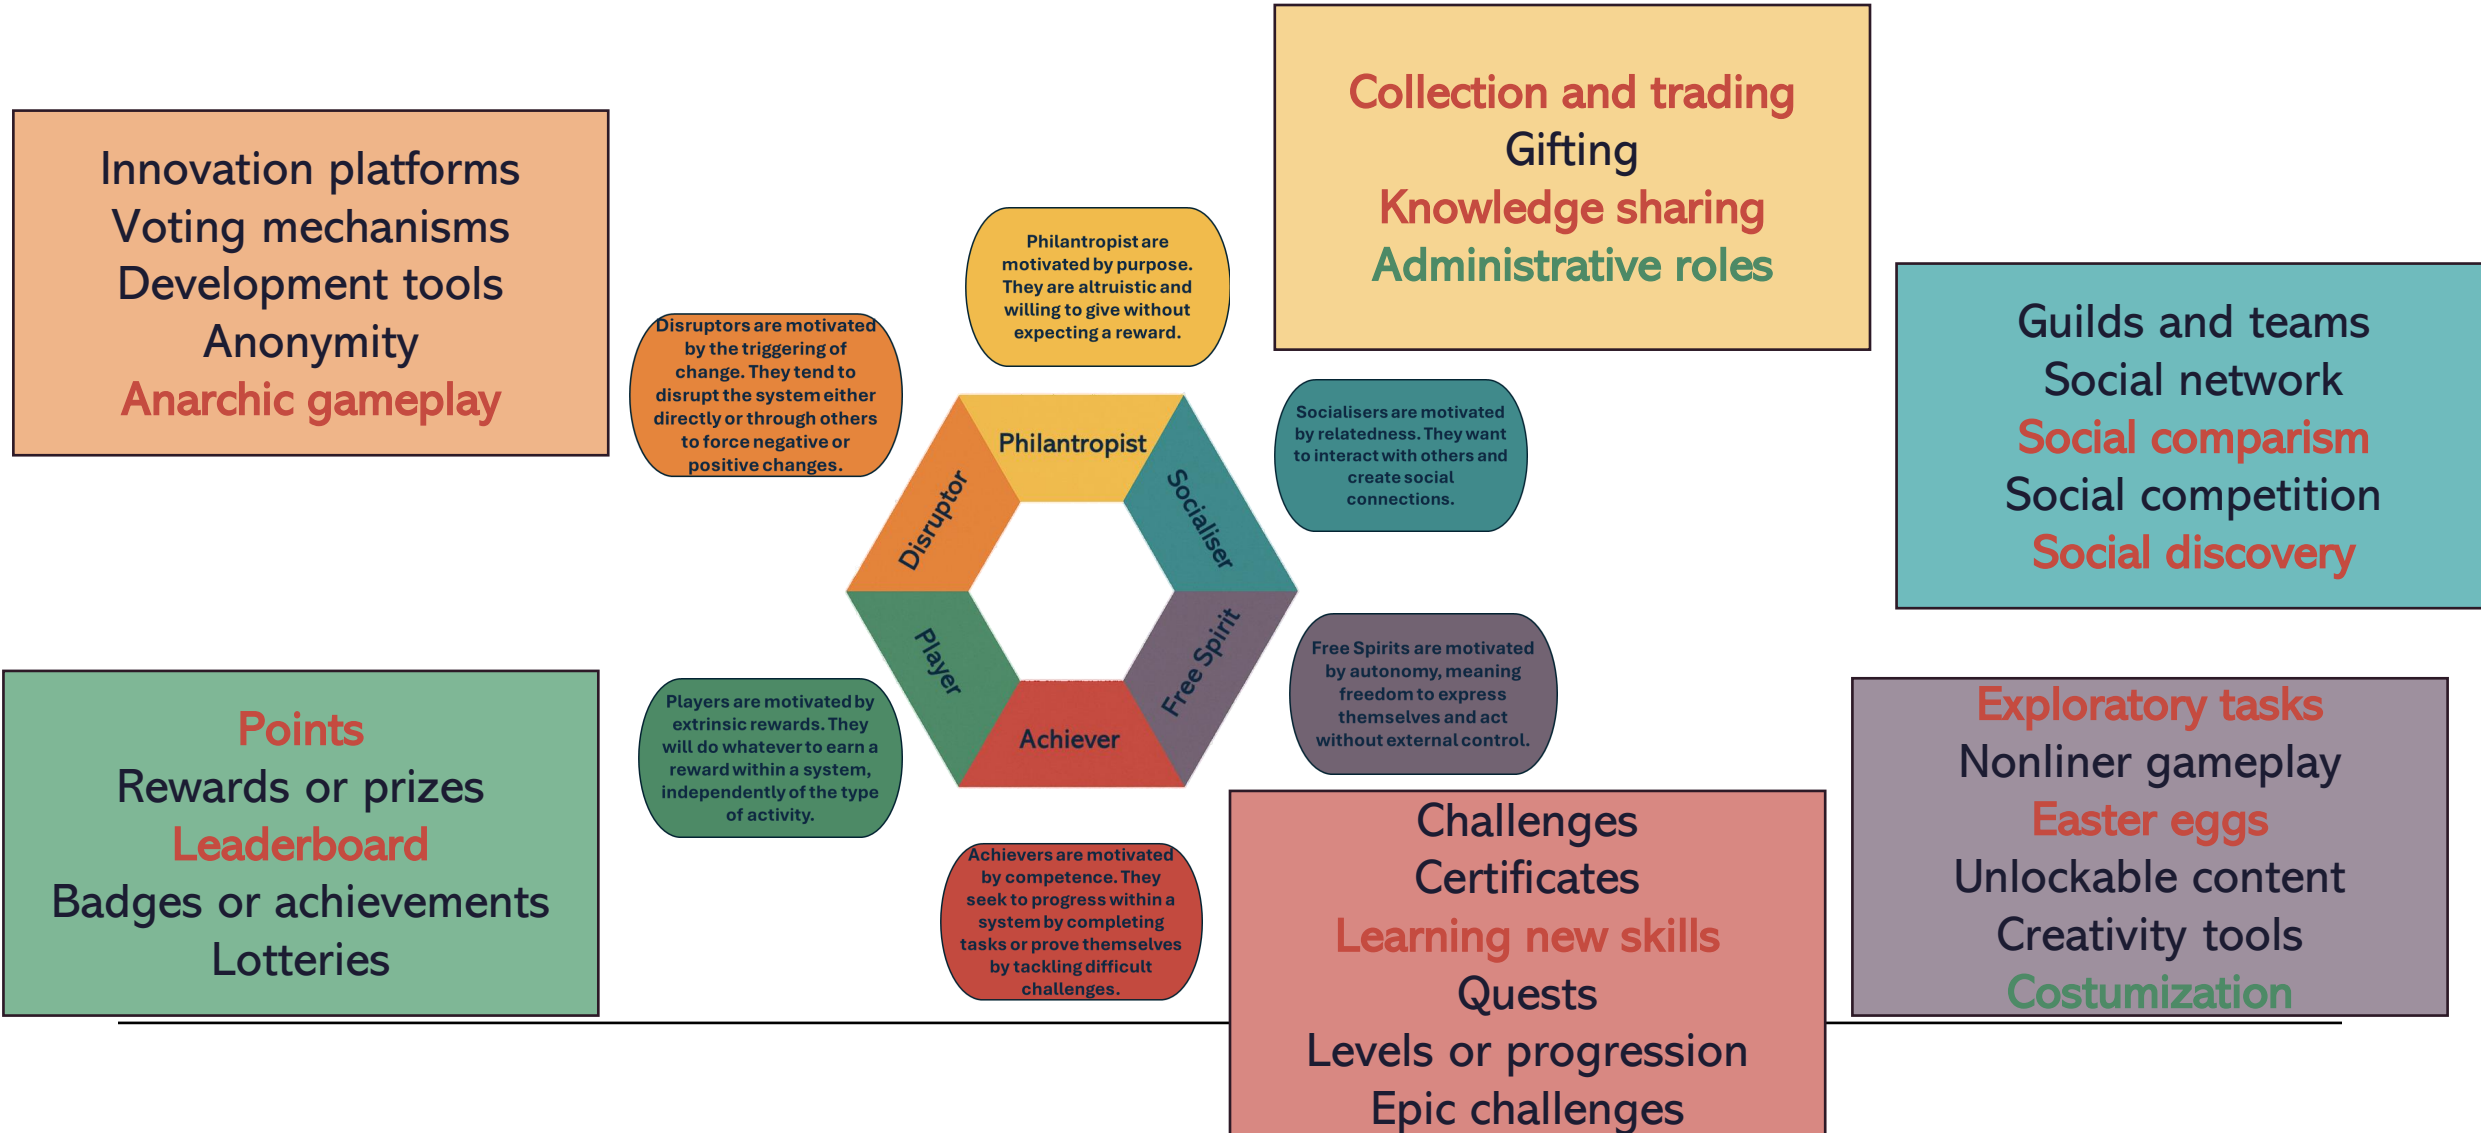 Collection and trading
Gifting
Knowledge sharing
Administrative roles
Innovation platforms
Voting mechanisms
Development tools
Anonymity
Anarchic gameplay
Philantropist are
motivated by purpose.
They are altruistic and
willing to give without
expecting a reward.
Disruptors are motivated
by the triggering of
change. They tend to
disrupt the system either
directly or through others
to force negative or
positive changes.
Guilds and teams
Social network
Social comparism
Social competition
Social discovery
Socialisers are motivated
by relatedness. They want
to interact with others and
create social
connections.
Philantropist
Socialiser
Disruptor
Player
Free Spirit
Achiever
Free Spirits are motivated
by autonomy, meaning
freedom to express
themselves and act
without external control.
Players are motivated by
extrinsic rewards. They
will do whatever to earn a
reward within a system,
independently of the type
of activity.
Points
Rewards or prizes
Leaderboard
Badges or achievements
Lotteries
Achievers are motivated
by competence. They
seek to progress within a
system by completing
tasks or prove themselves
by tackling difficult
challenges.
Challenges
Certificates
Learning new skills
Quests
Levels or progression
Epic challenges
Exploratory tasks
Nonliner gameplay
Easter eggs
Unlockable content
Creativity tools
Costumization